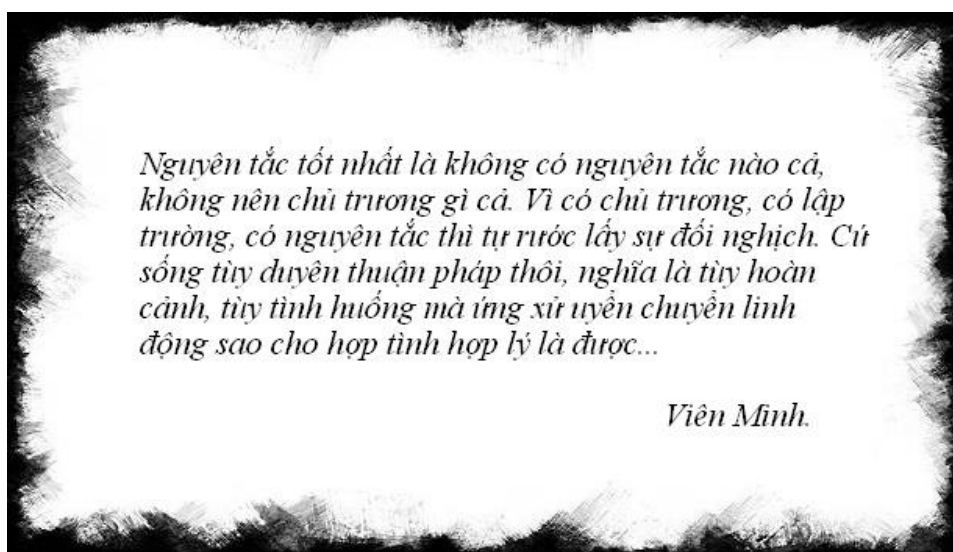 Nguyên tắc tốt nhất là không có nguyên tắc nào cả,
không nên chủ trương gì cả. Vì có chủ trương, có lập
trường, có nguyên tắc thì tự rước lấy sự đối nghịch. Cứ
sống tùy duyên thuận pháp thôi, nghĩa là tùy hoàn
cảnh, tùy tình huống mà ứng xử uyển chuyển linh
động sao cho hợp tình hợp lý là được...
Viên Minh.